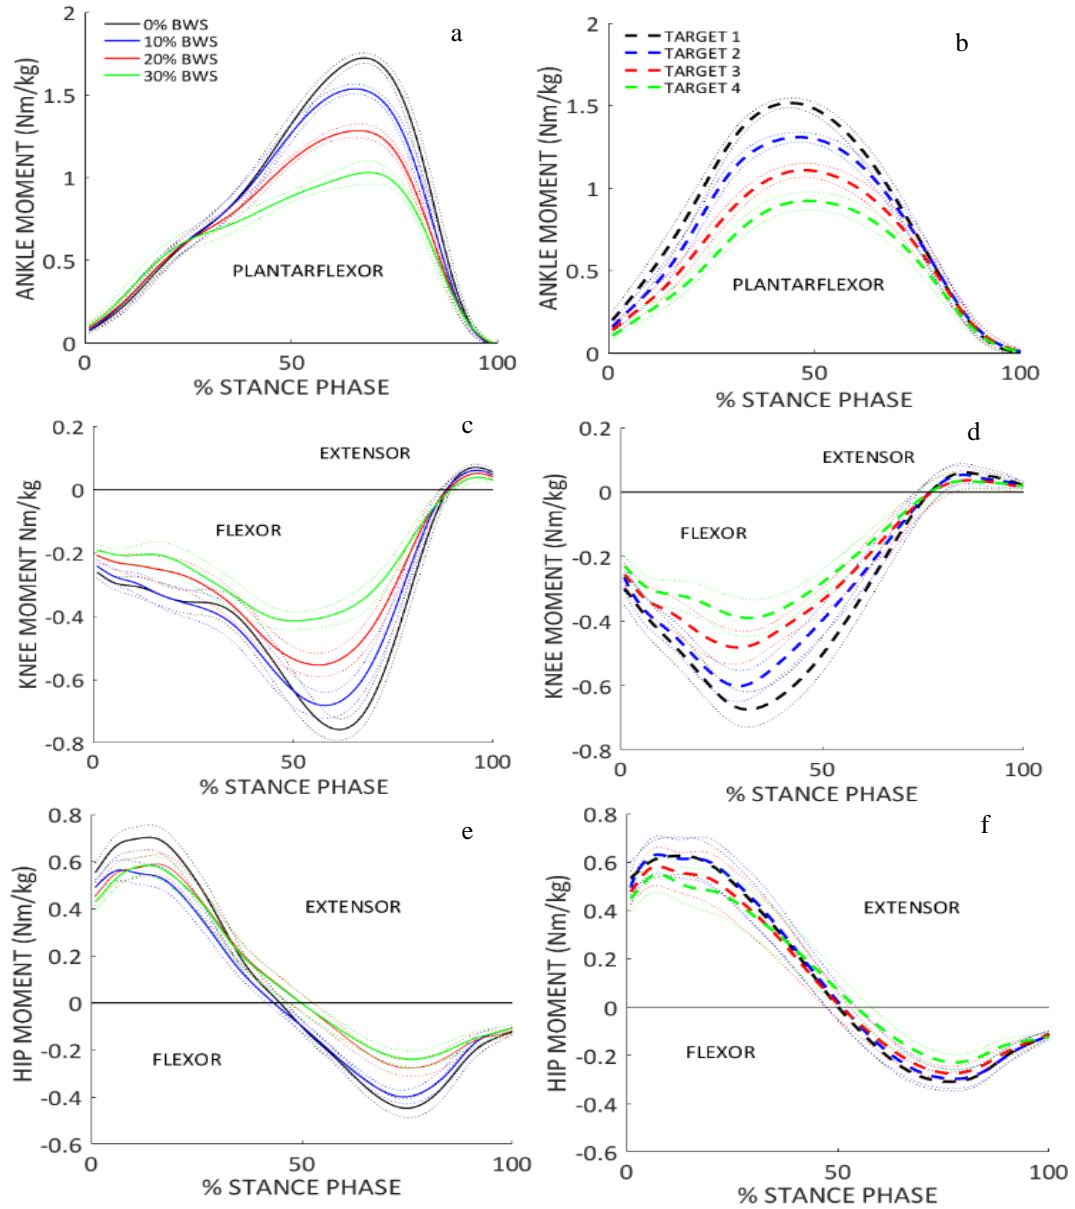 a
0% BWS
10% BWS
20% BWS
30% BWS
ANKLE MOMENT (Nm/kg)
2
1.5
1
0.5
0
PLANTARFLEXOR
0
50
100
% STANCE PHASE
b
TARGET 1
TARGET 2
TARGET 3
TARGET 4
ANKLE MOMENT (Nm/kg)
2
1.5
1
0.5
0
PLANTARFLEXOR
0
50
100
% STANCE PHASE
c
KNEE MOMENT Nm/kg
0.2
0
-0.2
-0.4
-0.6
-0.8
EXTENSOR
FLEXOR
0
50
100
% STANCE PHASE
d
KNEE MOMENT (Nm/kg)
0.2
0
-0.2
-0.4
-0.6
-0.8
EXTENSOR
FLEXOR
0
50
100
% STANCE PHASE
e
HIP MOMENT (Nm/kg)
0.8
0.6
0.4
0.2
0
-0.2
-0.4
-0.6
EXTENSOR
FLEXOR
0
50
100
% STANCE PHASE
f
HIP MOMENT (Nm/kg)
0.8
0.6
0.4
0.2
0
-0.2
-0.4
-0.6
EXTENSOR
FLEXOR
0
50
100
% STANCE PHASE